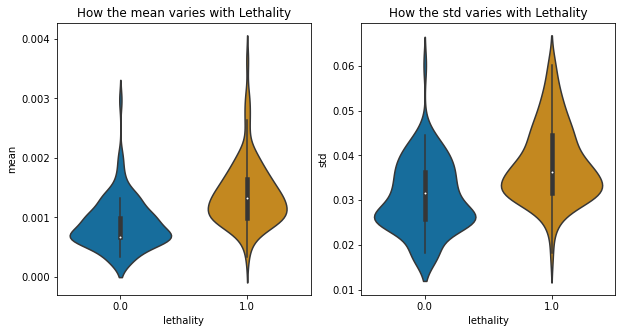 How the mean varies with Lethality
0.004
0.003
0.002
0.001
0.000
mean
0.0
1.0
lethality
How the std varies with Lethality
0.06
0.05
0.04
0.03
0.02
0.01
std
0.0
1.0
lethality